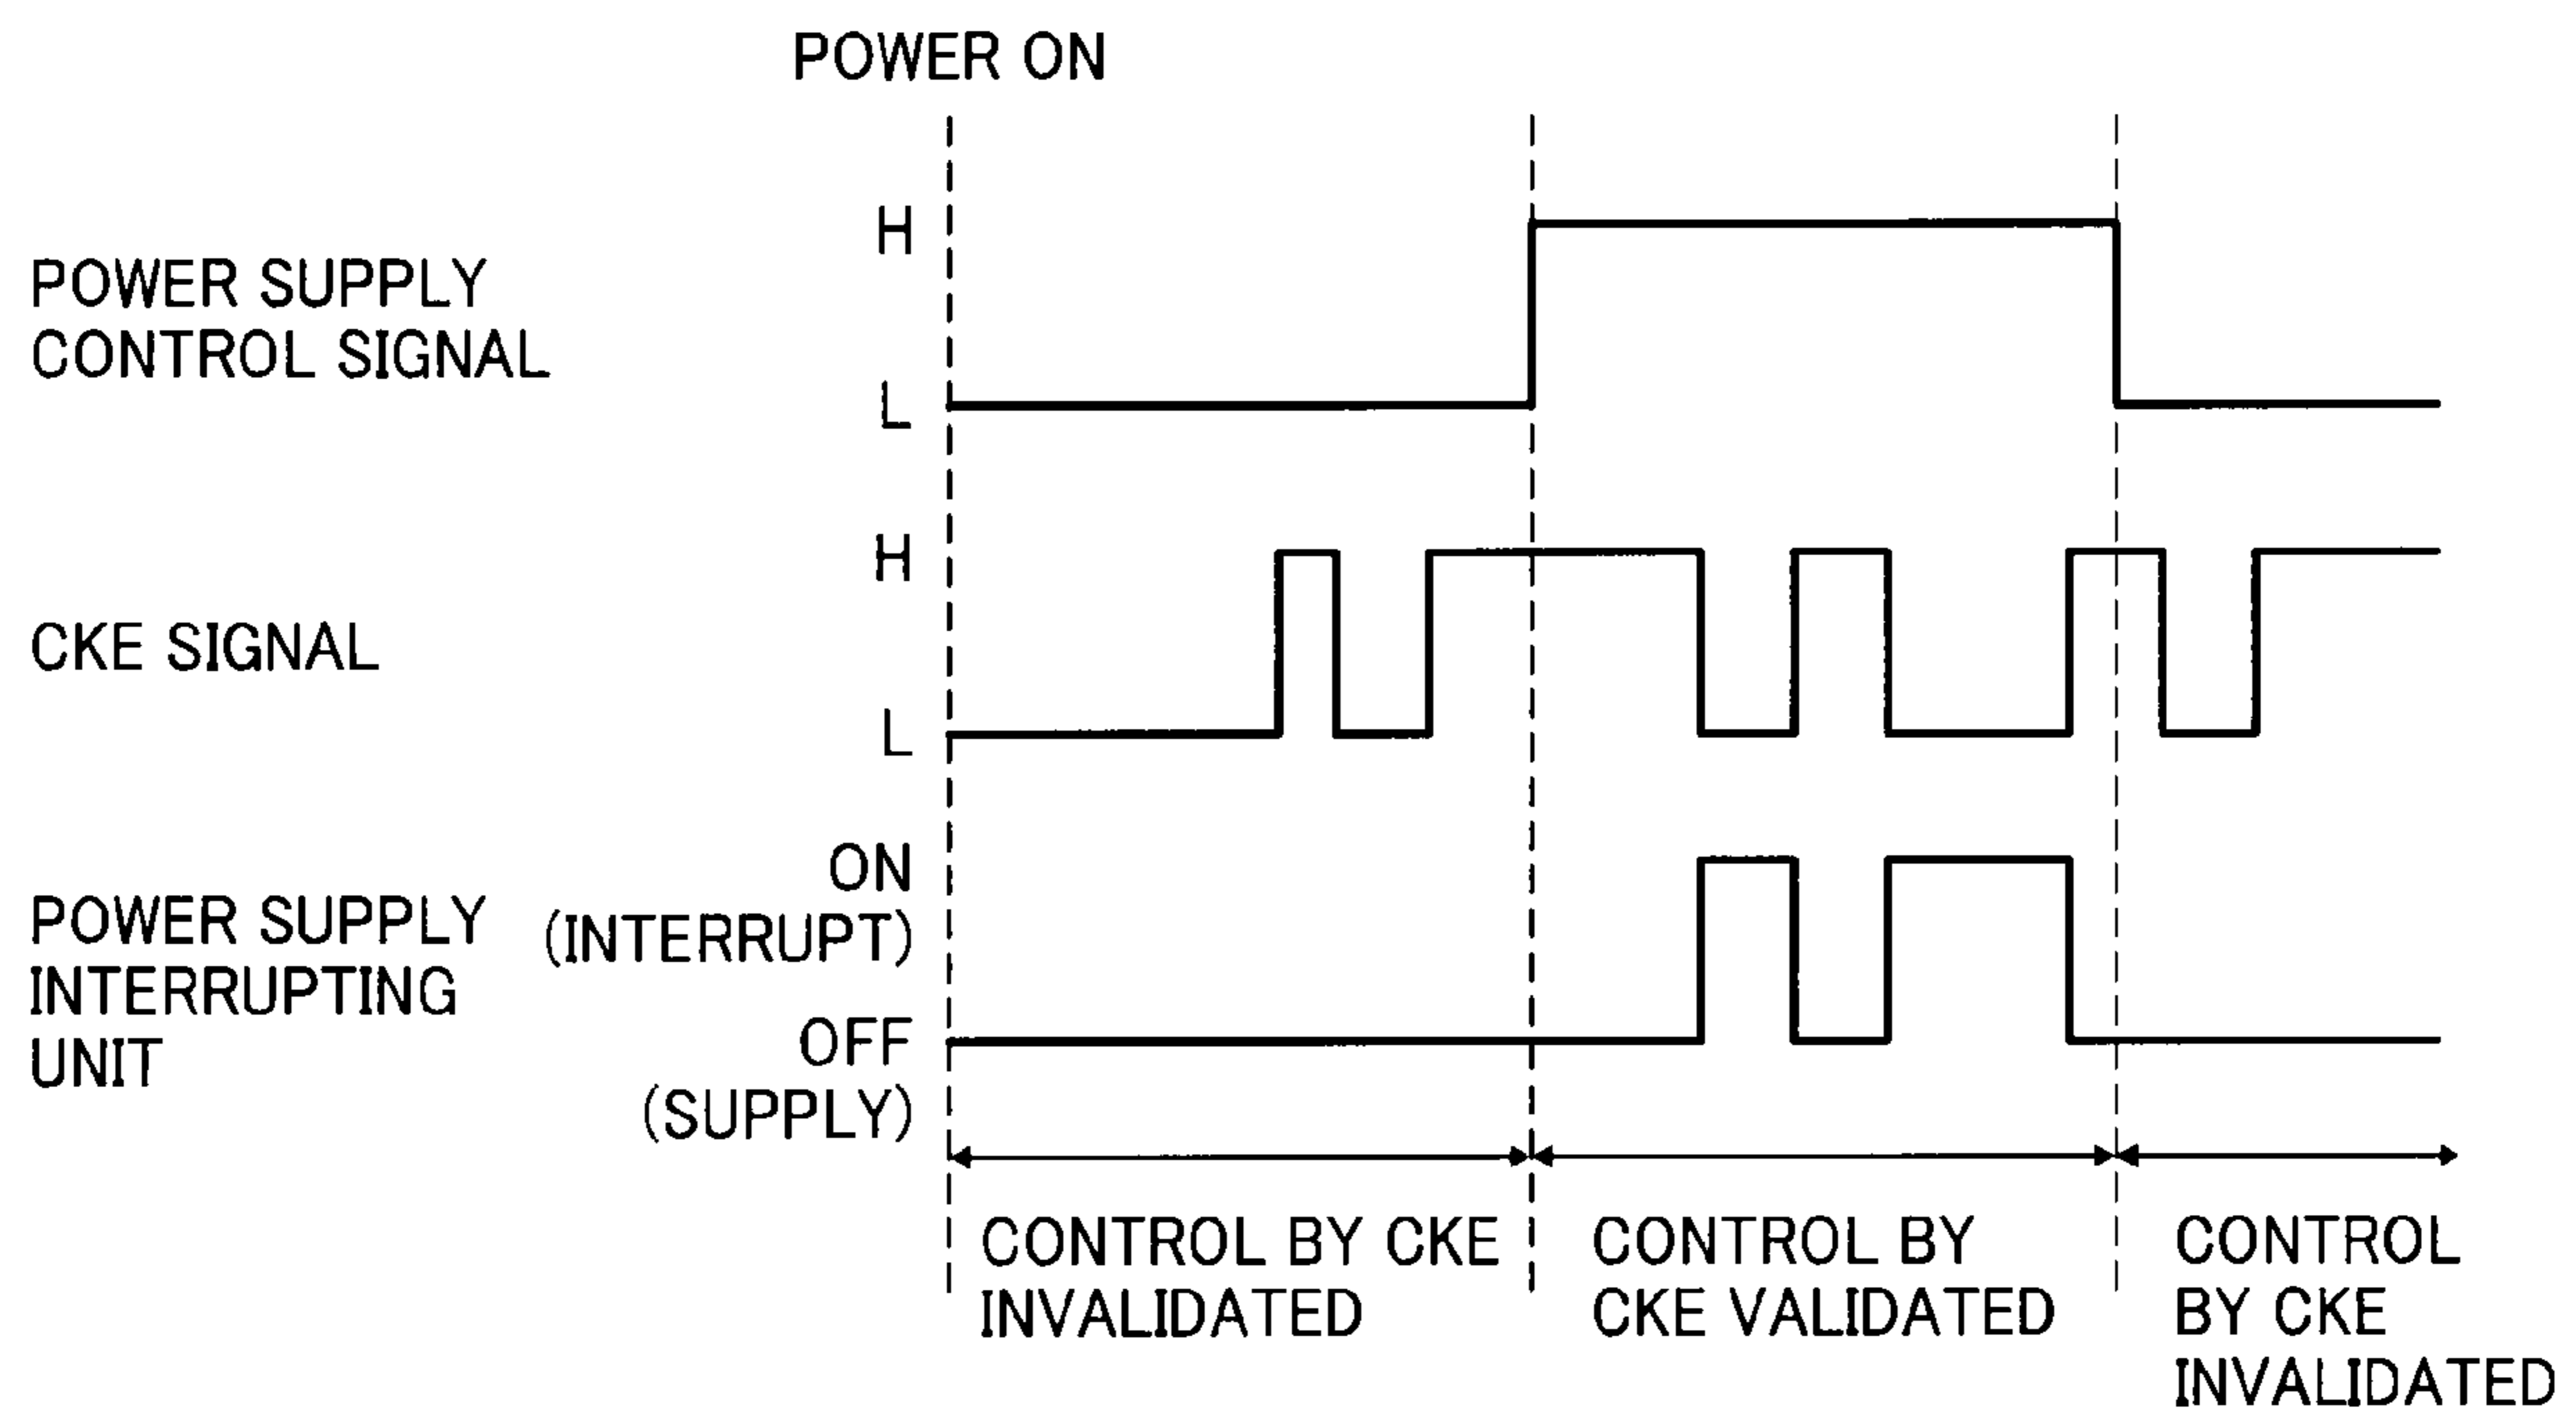 POWER ON
H
POWER SUPPLY
CONTROL SIGNAL
L
H
CKE SIGNAL
L
ON
(INTERRUPT)
POWER SUPPLY
INTERRUPTING
UNIT
OFF
(SUPPLY)
CONTROL BY CKE
INVALIDATED
CONTROL BY
CKE VALIDATED
CONTROL
BY CKE
INVALIDATED